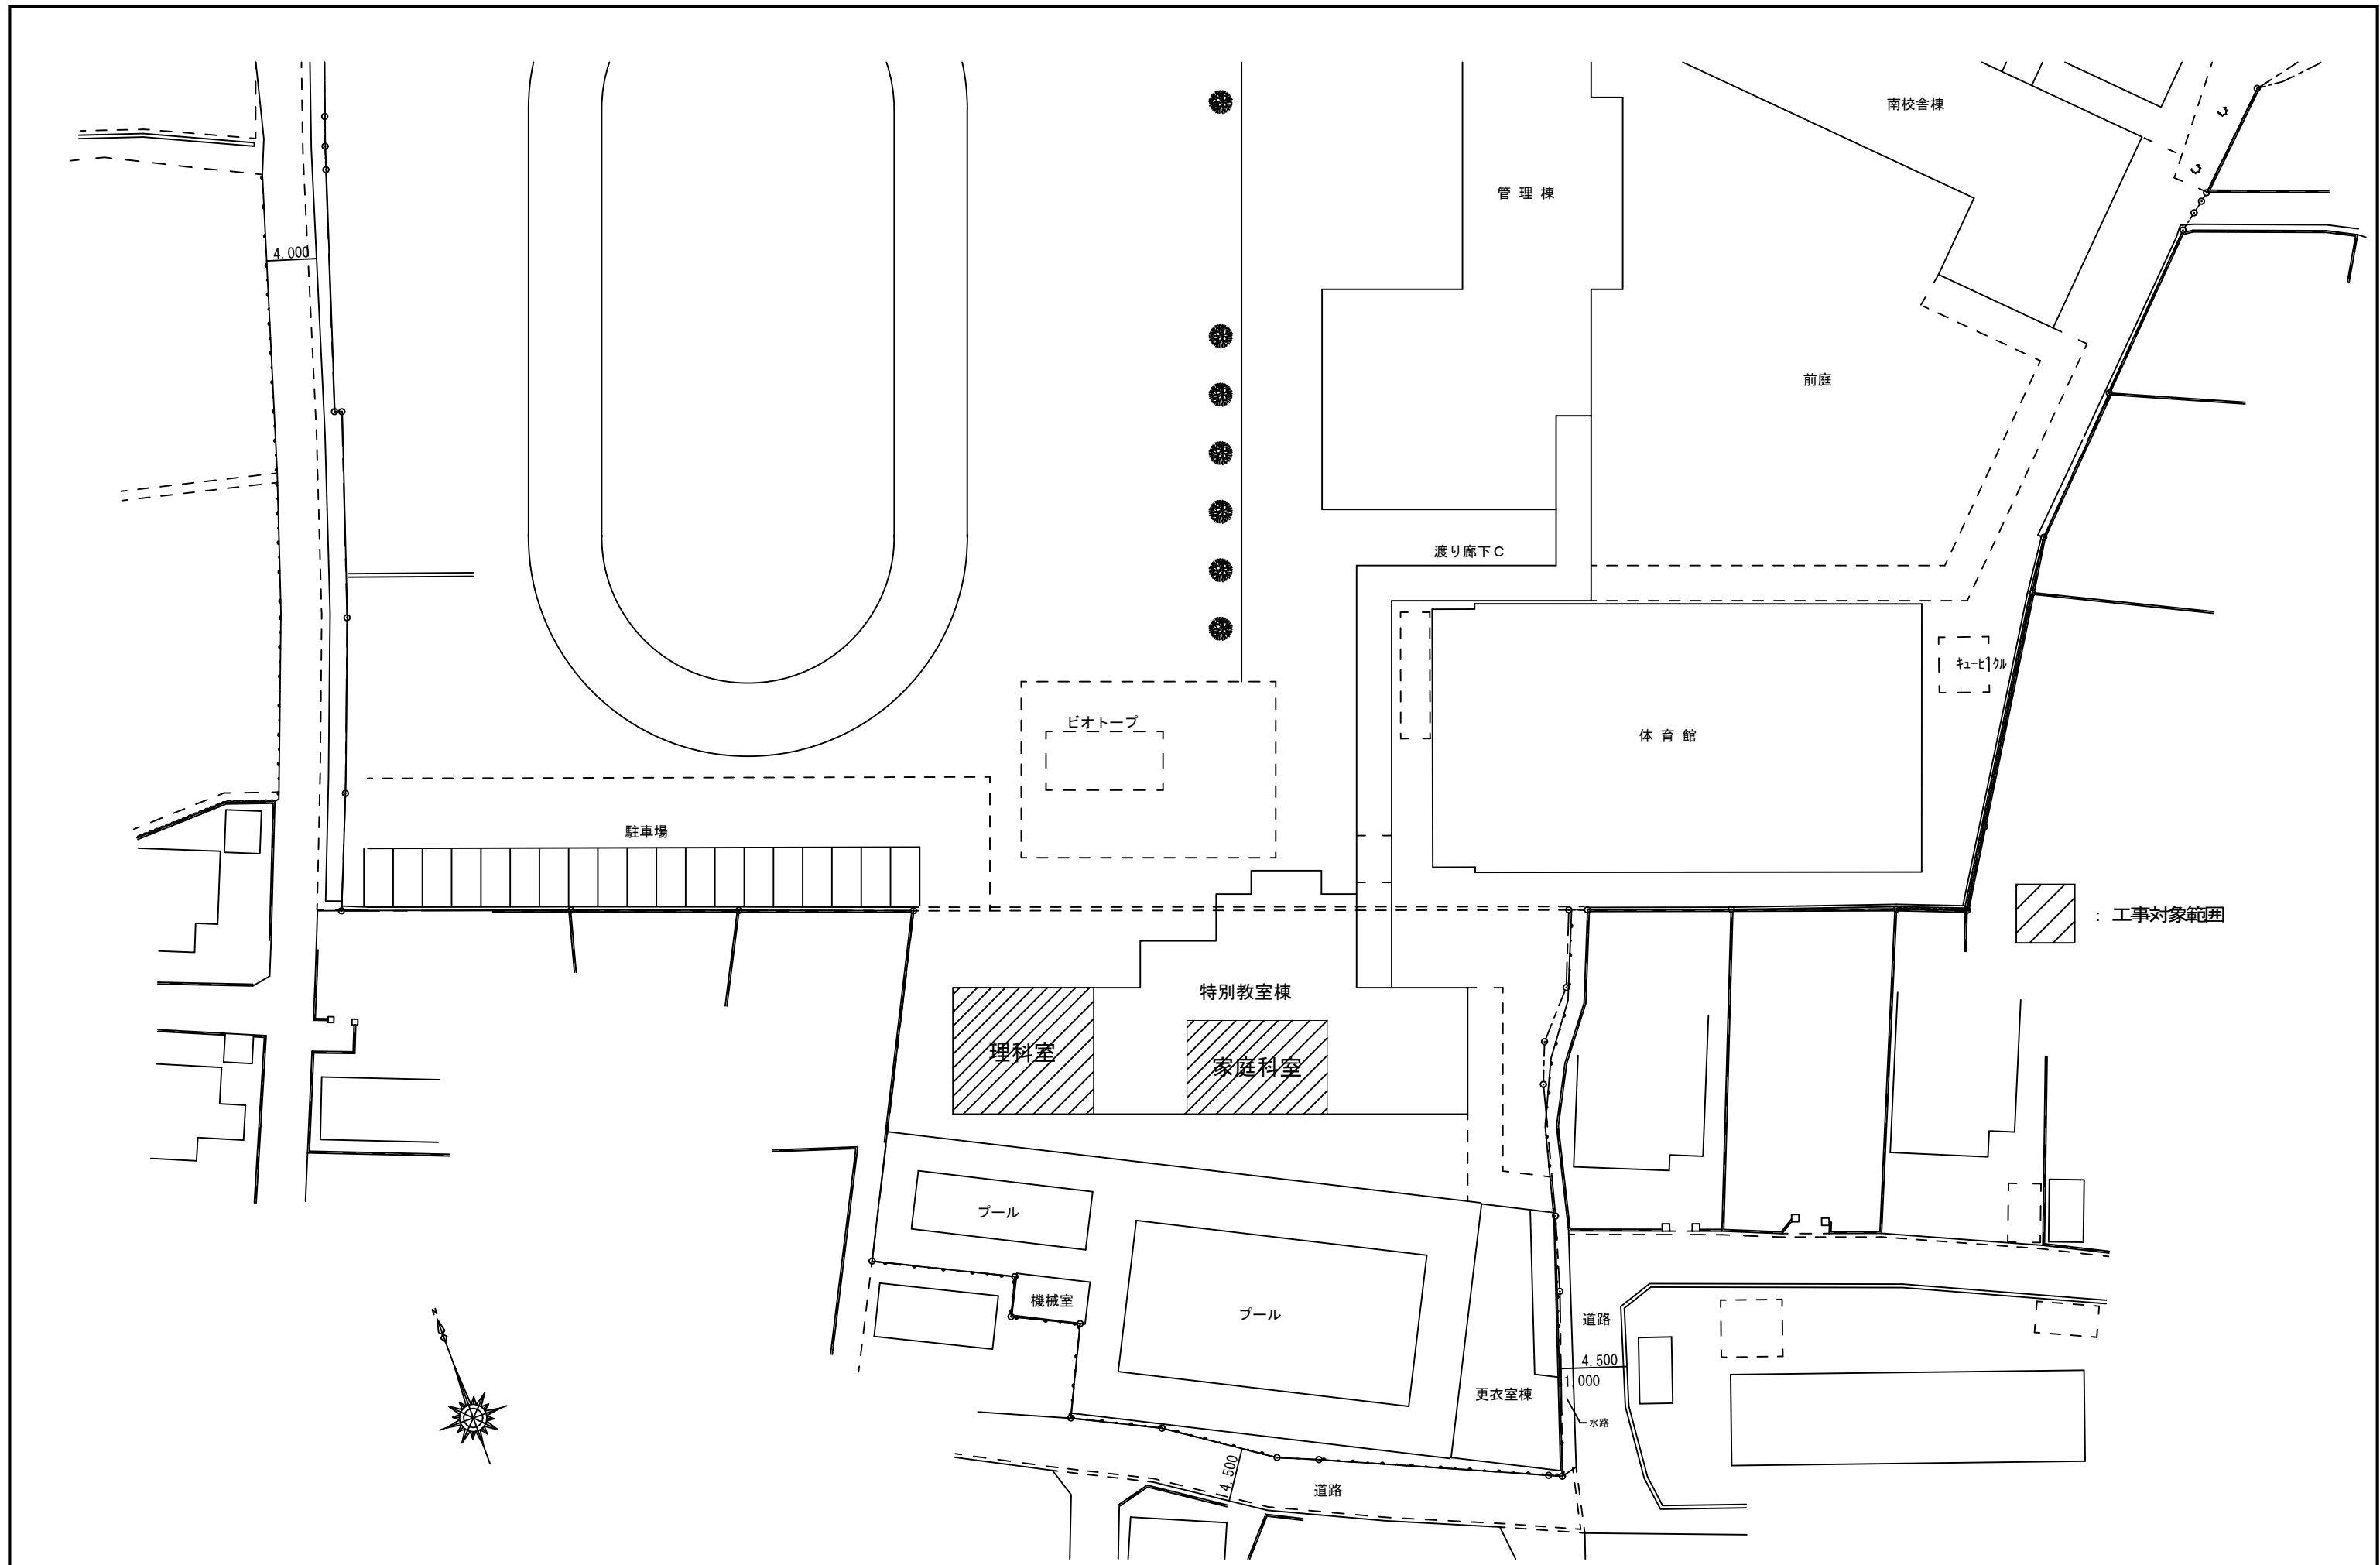 南校舎棟
管 理 棟
4.000
前庭
渡り廊下C
キュービクル
ビオトープ
体 育 館
駐車場
: 工事対象範囲
特別教室棟
理科室
家庭科室
プール
機械室
プール
道路
4.500
1.000
更衣室棟
水路
4.500
道路
N